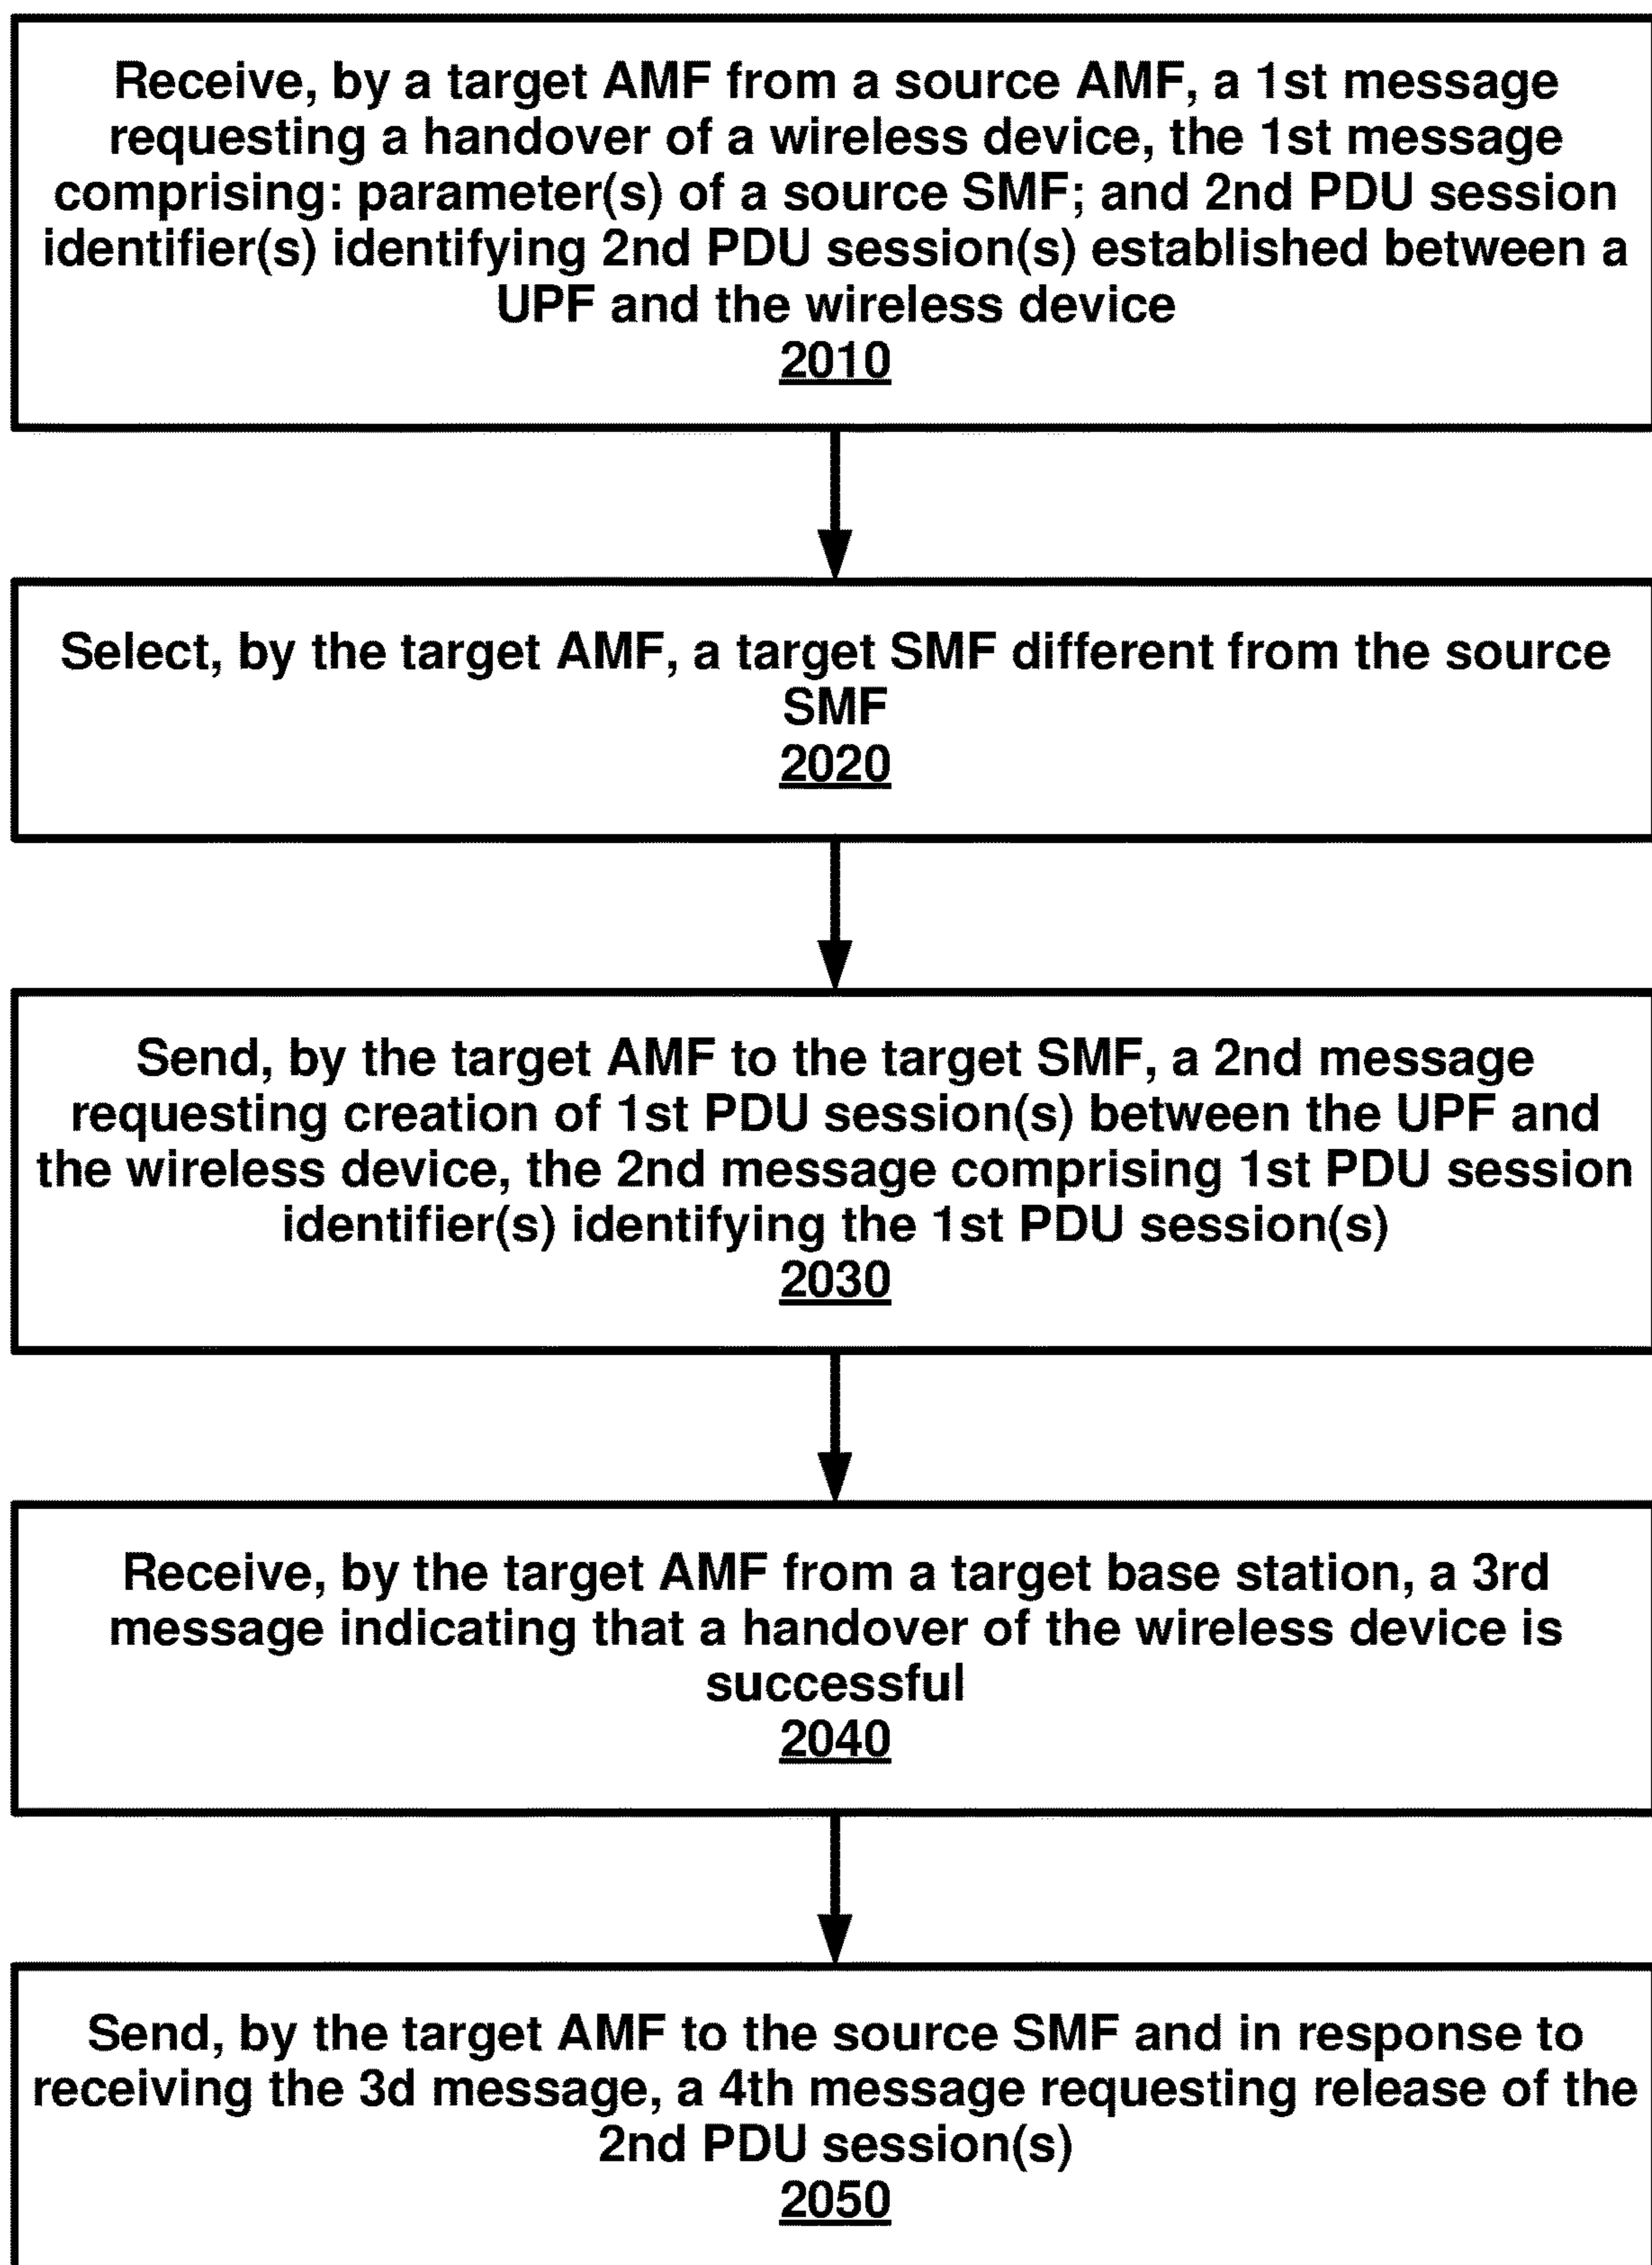 Receive, by a target AMF from a source AMF, a 1st message
requesting a handover of a wireless device, the 1st message
comprising: parameter(s) of a source SMF; and 2nd PDU session
identifier(s) identifying 2nd PDU session(s) established between a
UPF and the wireless device
2010
Select, by the target AMF, a target SMF different from the source
SMF
2020
Send, by the target AMF to the target SMF, a 2nd message
requesting creation of 1st PDU session(s) between the UPF and
the wireless device, the 2nd message comprising 1st PDU session
identifier(s) identifying the 1st PDU session(s)
2030
Receive, by the target AMF from a target base station, a 3rd
message indicating that a handover of the wireless device is
successful
2040
Send, by the target AMF to the source SMF and in response to
receiving the 3d message, a 4th message requesting release of the
2nd PDU session(s)
2050